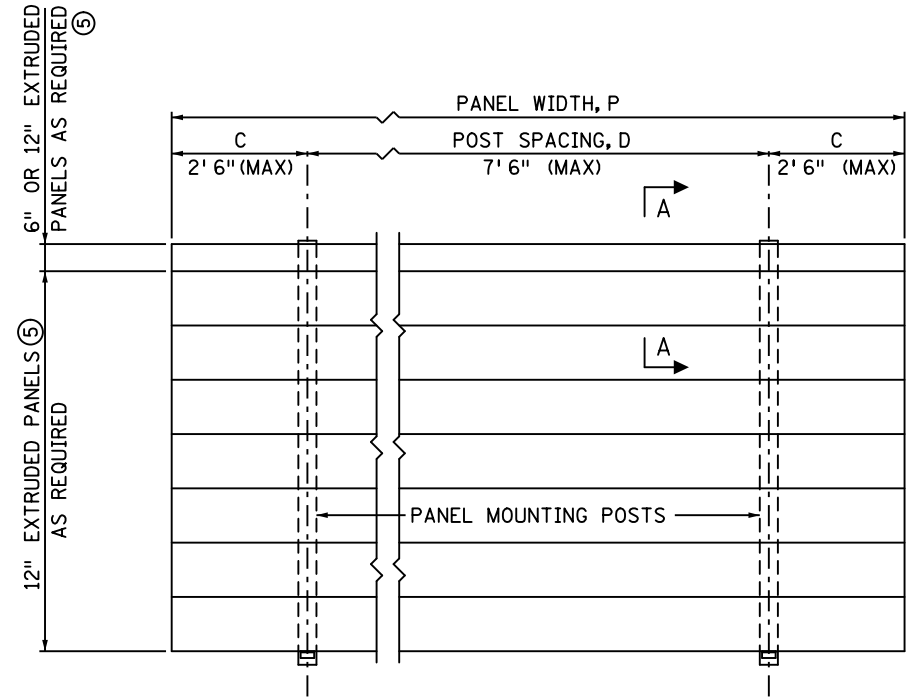 6" OR 12" EXTRUDED
PANELS AS REQUIRED 5
PANEL WIDTH, P
C
POST SPACING, D
C
2' 6" (MAX)
7' 6" (MAX)
2' 6" (MAX)
A
A
12" EXTRUDED PANELS 5
AS REQUIRED
PANEL MOUNTING POSTS